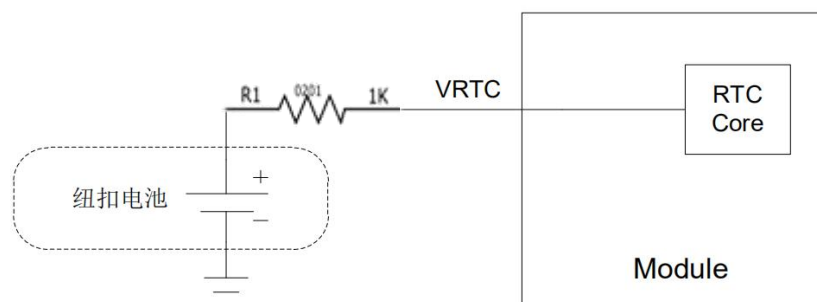 R1
0201
1K
VRTC
RTC
Core
纽扣电池
+
−
Module